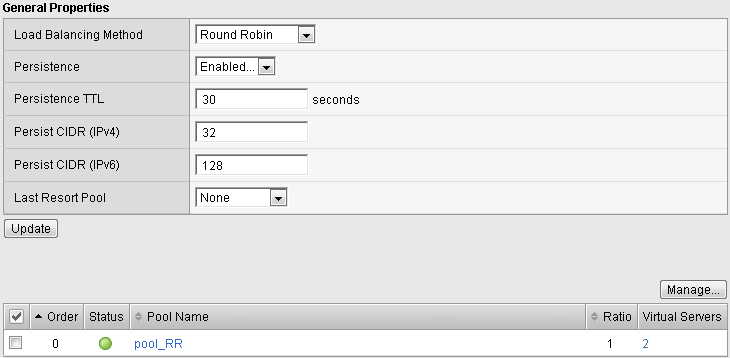 General Properties
Load Balancing Method Round Robin
Persistence Enabled...
Persistence TTL 30 seconds
Persist CIDR (IPv4) 32
Persist CIDR (IPv6) 128
Last Resort Pool None
Update
Manage...
Order Status Pool Name Ratio Virtual Servers
0 pool_RR 1 2